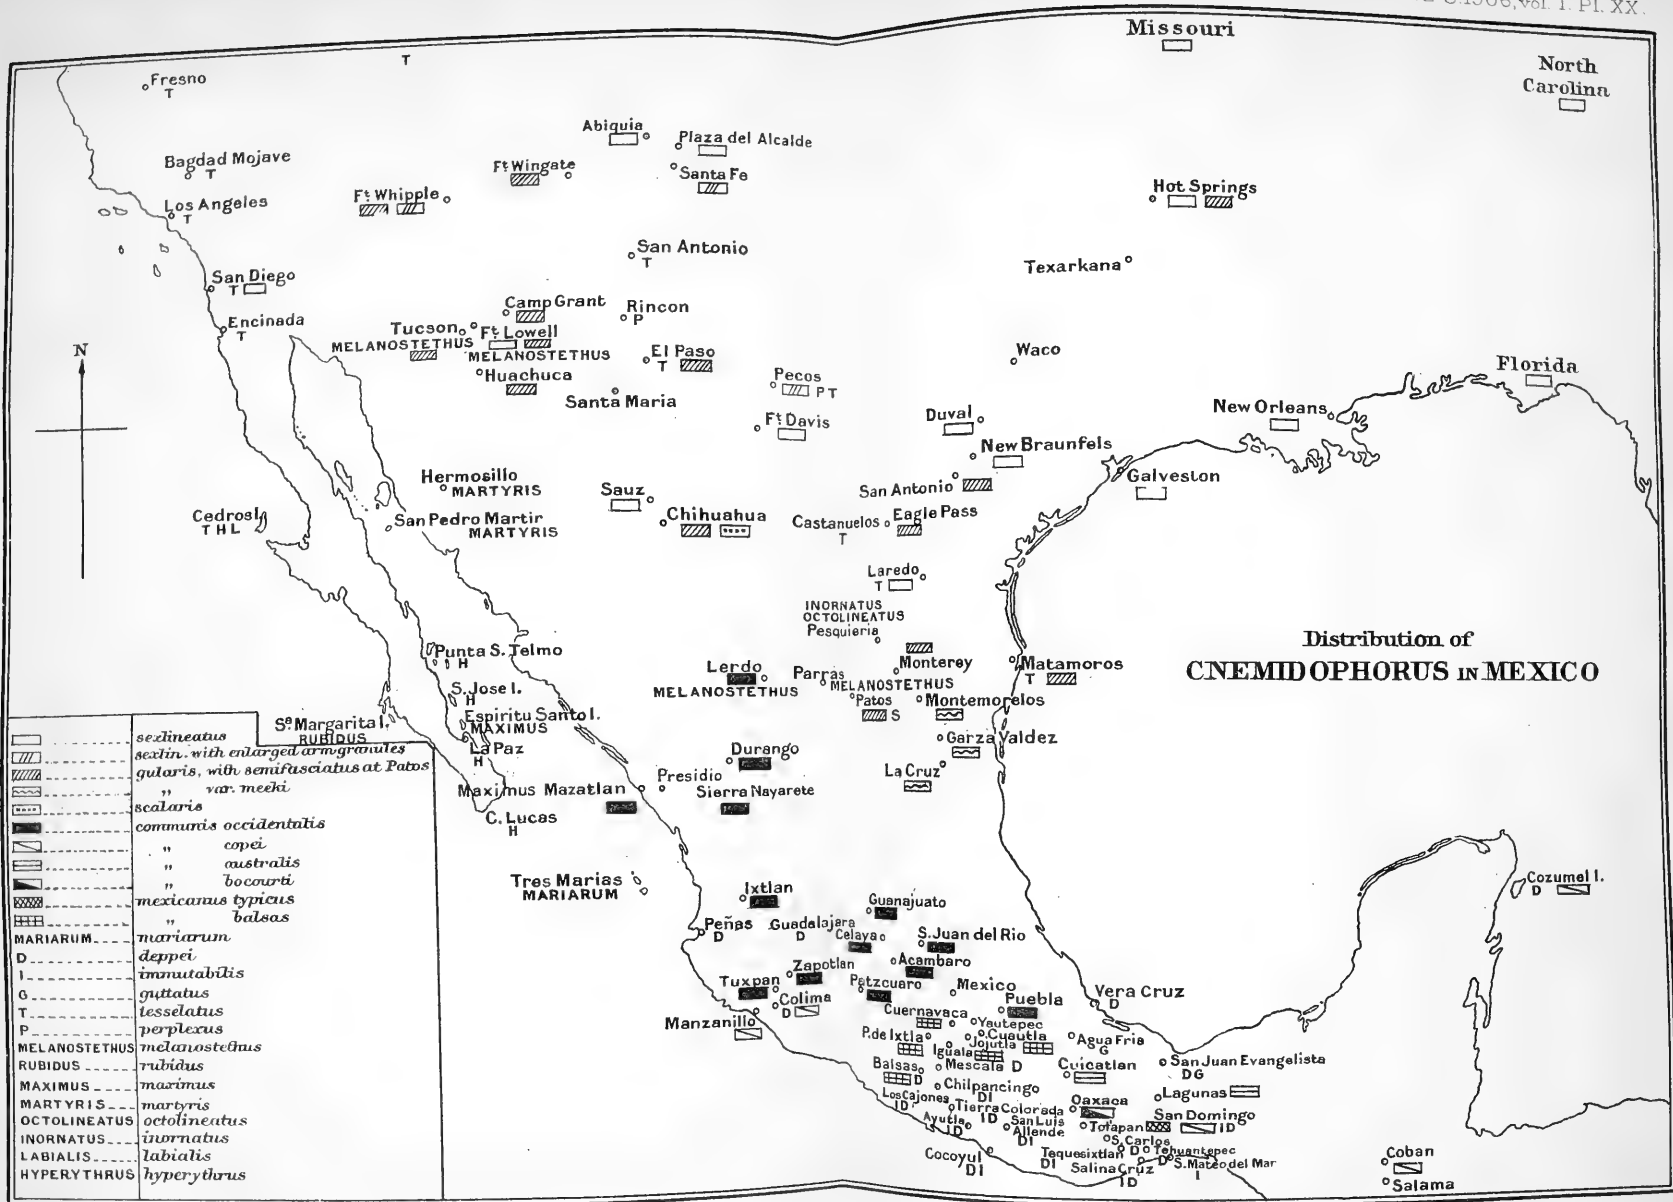 1906, vol. 1. Pl. XX.
Missouri
North
Carolina
T
Fresno
T
Abiquia
Plaza del Alcalde
Bagdad Mojave
T
Ft Wingate
Santa Fe
Ft Whipple
Hot Springs
Los Angeles
T
San Antonio
T
Texarkana
San Diego
T
Camp Grant
Rincon
P
Encinada
T
Tucson
MELANOSTETHUS
Ft. Lowell
MELANOSTETHUS
El Paso
T
Waco
N
Huachuca
Pecos
P T
Florida
Santa Maria
Ft Davis
Duval
New Orleans
New Braunfels
Hermosillo
MARTYRIS
Sauz
San Antonio
Galveston
Cedros I.
T H L
San Pedro Martir
MARTYRIS
Chihuahua
Castanuelos
T
Eagle Pass
Laredo
T
INORNATUS
OCTOLINEATUS
Pesquieria
Distribution of
CNEMIDOPHORUS IN MEXICO
Punta S. Telmo
H
Lerdo
MELANOSTETHUS
Parras
MELANOSTETHUS
Monterey
Matamoros
T
S. Jose I.
H
Patos
S
Montemorelos
Espiritu Santo I.
MAXIMUS
Sa Margarita I.
RUBIDUS
Garza Valdez
La Paz
H
Durango
La Cruz
Presidio
Maximus Mazatlan
Sierra Nayarete
C. Lucas
H
Tres Marias
MARIARUM
Ixtlan
Guanajuato
Cozumel I.
D
Peñas
D
Guadalajara
D
Celaya
S. Juan del Rio
Zapotlan
Acambaro
Tuxpan
Patzcuaro
Mexico
Colima
D
Puebla
Vera Cruz
D
Manzanillo
Cuernavaca
Yautepec
P. de Ixtla
Cuautla
Jojutla
Agua Fria
G
Iguala
Balsas
D
Mescala D
Cuicatlan
San Juan Evangelista
DG
Chilpancingo
DI
Los Cajones
ID
Lagunas
Tierra Colorada
ID
Oaxaca
San Domingo
ID
Ayutla
ID
San Luis
Allende
DI
Totapan
S. Carlos
D
Cocoyul
DI
Tequesixtlan
DI
Tehuantepec
D
Salina Cruz
ID
S. Mateo del Mar
I
Coban
Salama
sexlineatus
sexlin. with enlarged arm granules
gularis, with semifasciatus at Patos
„ var. meeki
scalaris
communis occidentalis
„ copei
„ australis
„ bocourti
mexicanus typicus
„ balsas
MARIARUM mariarum
D deppei
I immutabilis
G guttatus
T tesselatus
P perplexus
MELANOSTETHUS melanostethus
RUBIDUS rubidus
MAXIMUS maximus
MARTYRIS martyris
OCTOLINEATUS octolineatus
INORNATUS inornatus
LABIALIS labialis
HYPERYTHRUS hyperythrus